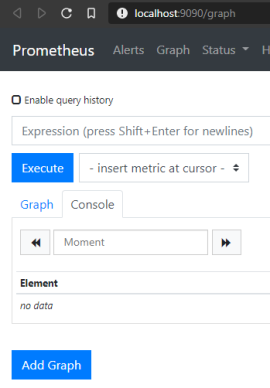 localhost:9090/graph
Prometheus Alerts Graph Status H
Enable query history
Expression (press Shift+Enter for newlines)
Execute - insert metric at cursor -
Graph Console
Moment
Element
no data
Add Graph